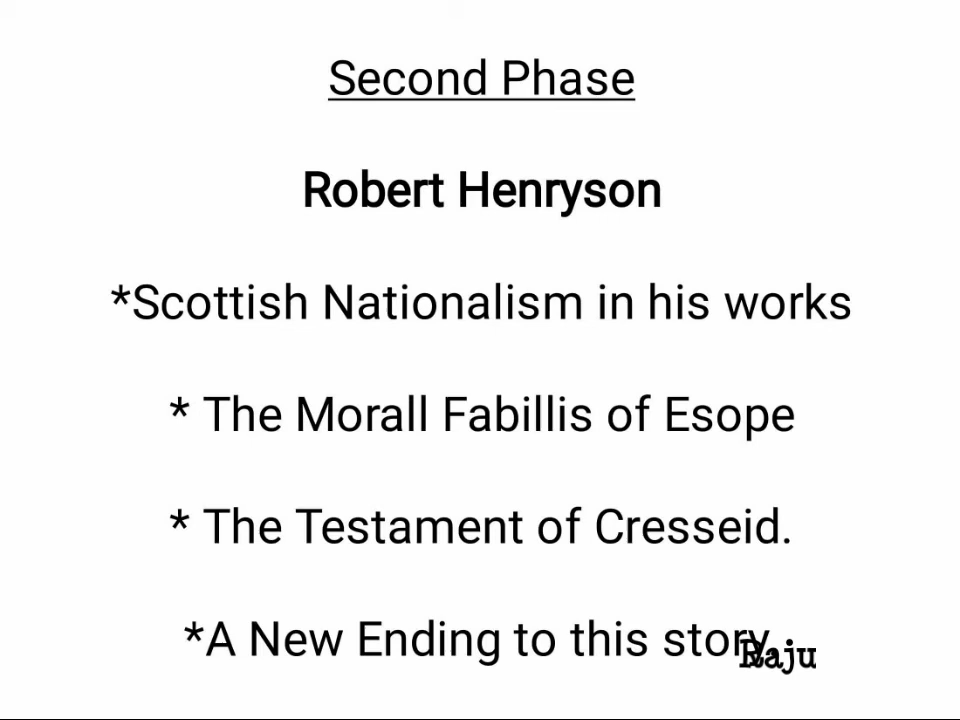 Second Phase
Robert Henryson
*Scottish Nationalism in his works
* The Morall Fabillis of Esope
* The Testament of Cresseid.
*A New Ending to this story.
Raju